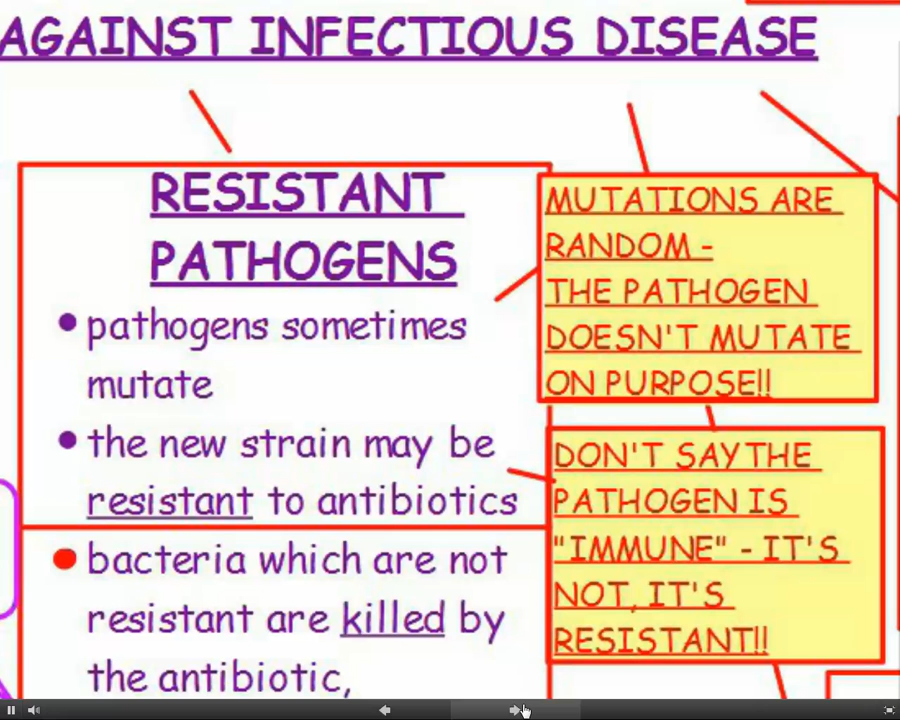 AGAINST INFECTIOUS DISEASE
RESISTANT
PATHOGENS
• pathogens sometimes
mutate
• the new strain may be
resistant to antibiotics
• bacteria which are not
resistant are killed by
the antibiotic,
MUTATIONS ARE
RANDOM -
THE PATHOGEN
DOESN'T MUTATE
ON PURPOSE!!
DON'T SAY THE
PATHOGEN IS
"IMMUNE" - IT'S
NOT, IT'S
RESISTANT!!